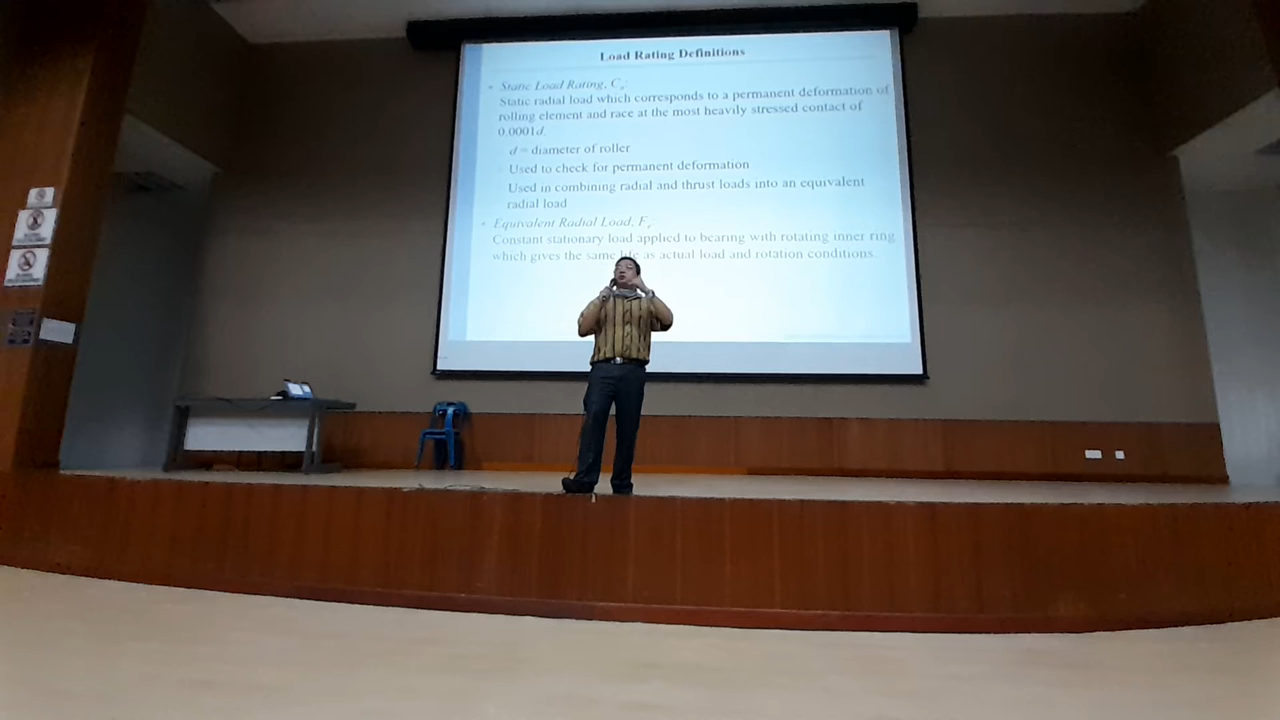 Load Rating Definitions
• Static Load Rating, Cₒ:
Static radial load which corresponds to a permanent deformation of
rolling element and race at the most heavily stressed contact of
0.0001d.
d = diameter of roller
Used to check for permanent deformation
Used in combining radial and thrust loads into an equivalent
radial load
• Equivalent Radial Load, Fₑ:
Constant stationary load applied to bearing with rotating inner ring
which gives the same life as actual load and rotation conditions.